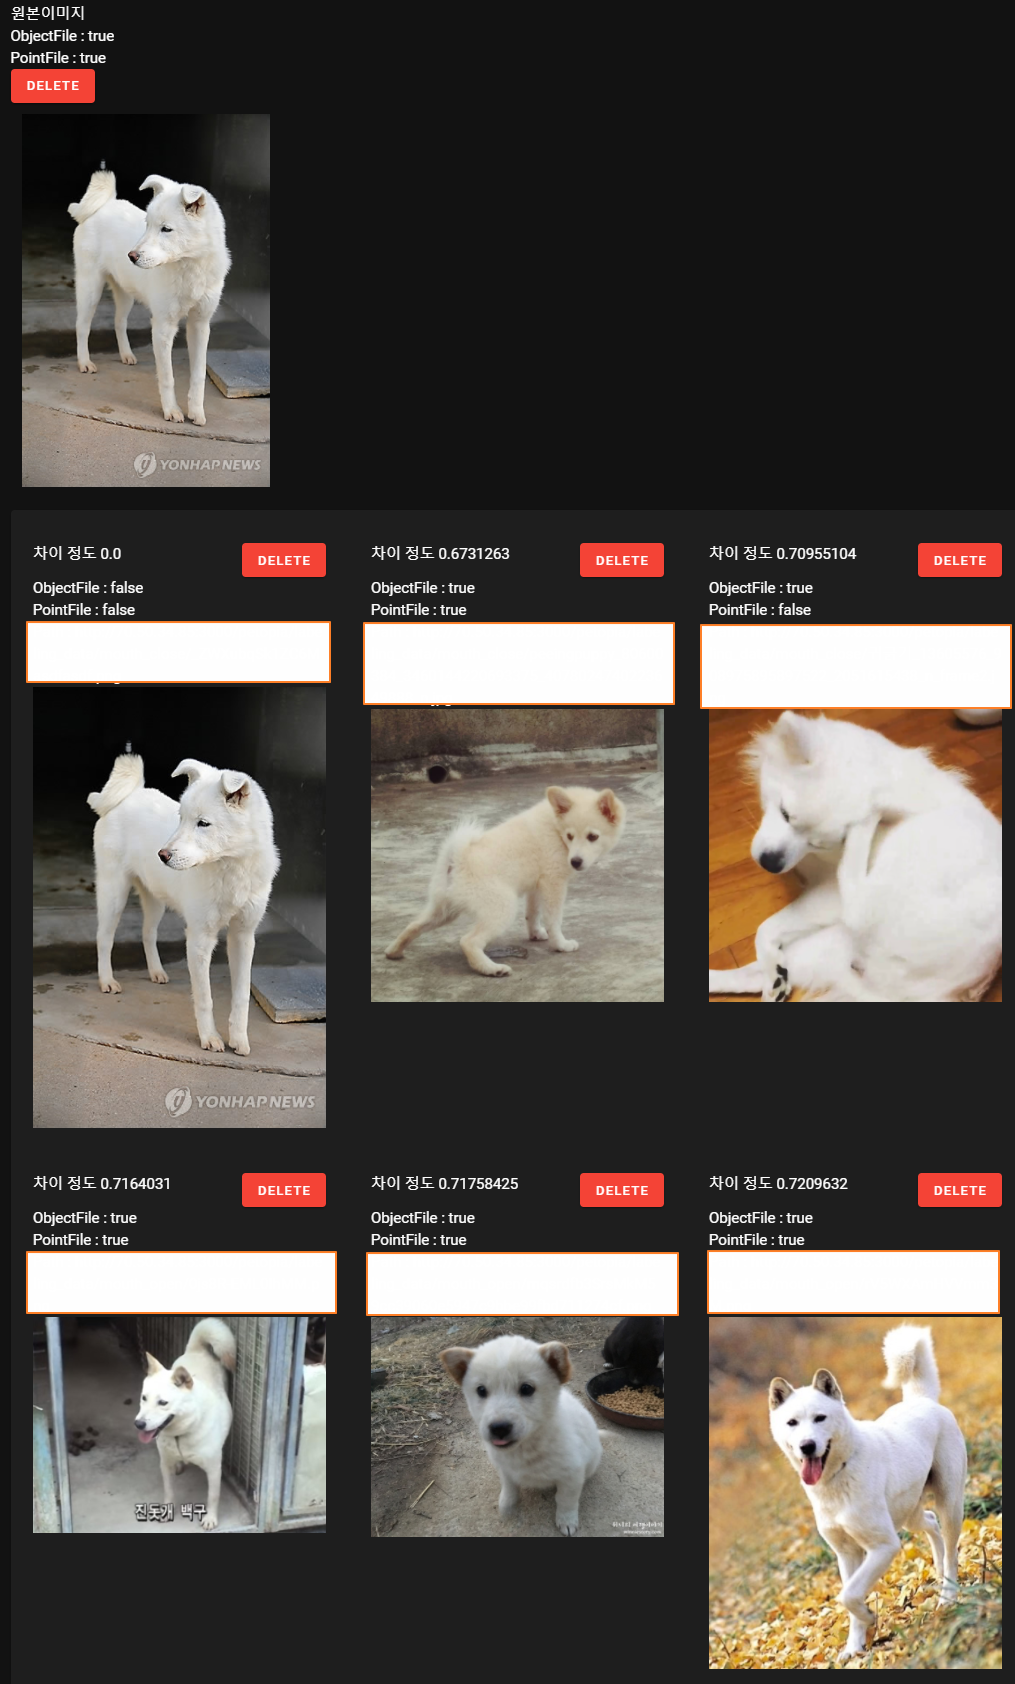 원본이미지
ObjectFile : true
PointFile : true
DELETE
YONHAP NEWS
차이 정도 0.0
DELETE
ObjectFile : false
PointFile : false
YONHAP NEWS
차이 정도 0.6731263
DELETE
ObjectFile : true
PointFile : true
차이 정도 0.70955104
DELETE
ObjectFile : true
PointFile : false
차이 정도 0.7164031
DELETE
ObjectFile : true
PointFile : true
진돗개 백구
차이 정도 0.71758425
DELETE
ObjectFile : true
PointFile : true
차이 정도 0.7209632
DELETE
ObjectFile : true
PointFile : true